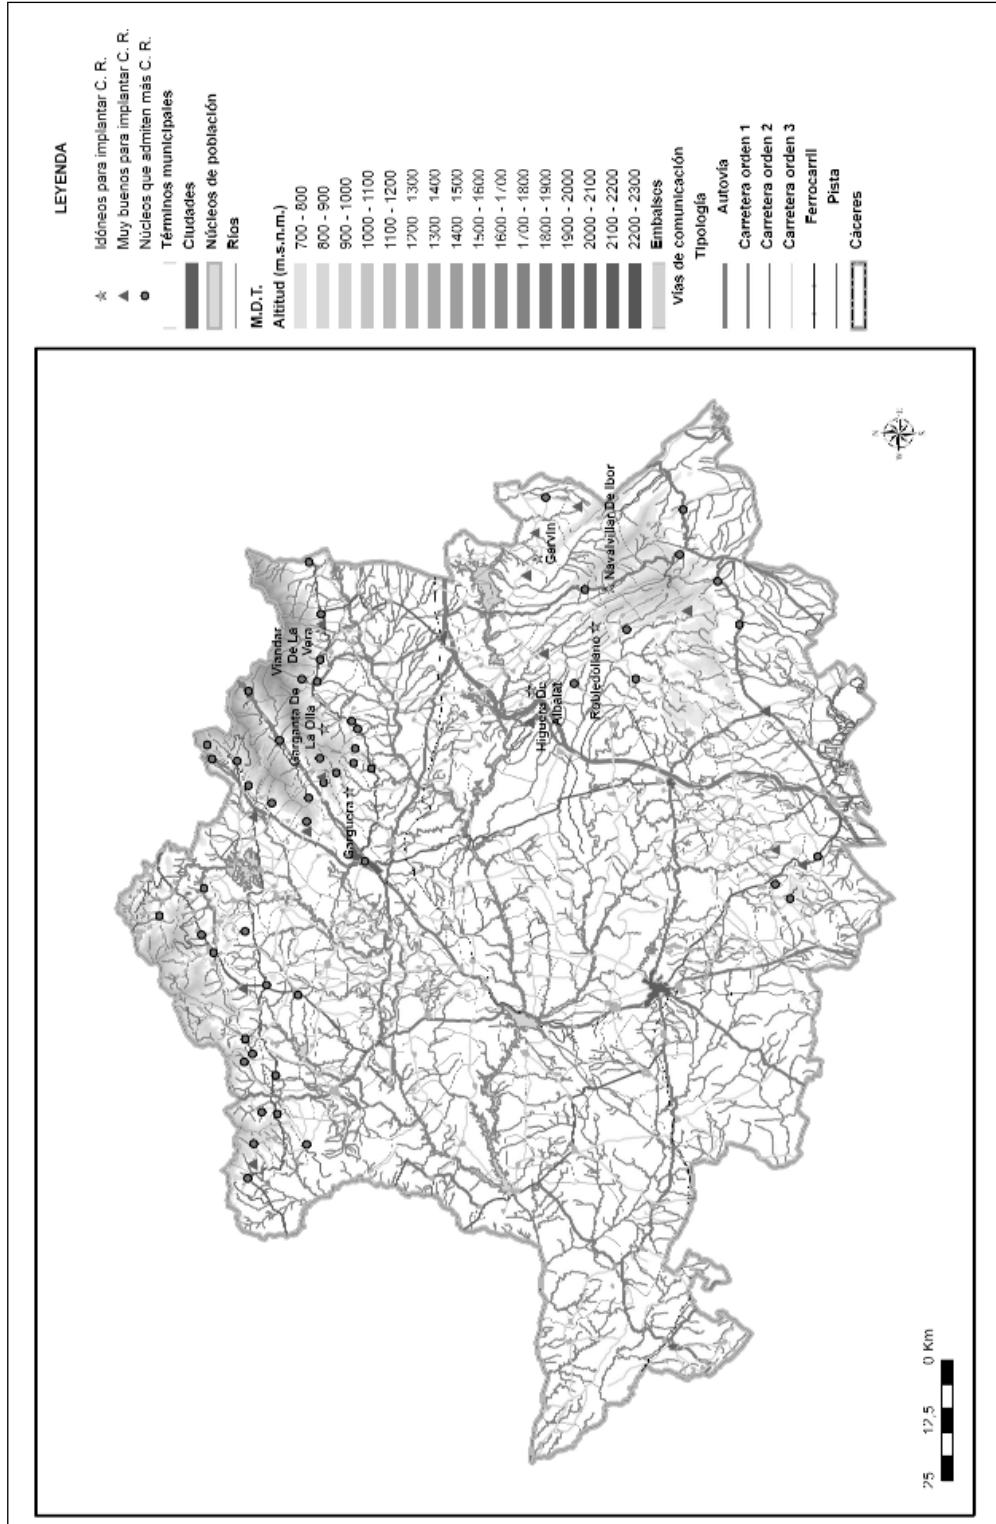 LEYENDA
Idóneos para implantar C. R.
Muy buenos para implantar C. R.
Núcleos que admiten más C. R.
Términos municipales
Ciudades
Núcleos de población
Ríos
M.D.T.
Altitud (m.s.n.m.)
700 - 800
800 - 900
900 - 1000
1000 - 1100
1100 - 1200
1200 - 1300
1300 - 1400
1400 - 1500
1500 - 1600
1600 - 1700
1700 - 1800
1800 - 1900
1900 - 2000
2000 - 2100
2100 - 2200
2200 - 2300
Embalsos
Vías de comunicación
Tipología
Autovía
Carretera orden 1
Carretera orden 2
Carretera orden 3
Ferrocarril
Pista
Cáceres
Viandar
De La
Vera
Garganta De
La Olla
Garguera
Garvín
Navalvillar De Ibor
Robledollano
Higuera De
Albalat
N
E
S
W
25
12,5
0 Km